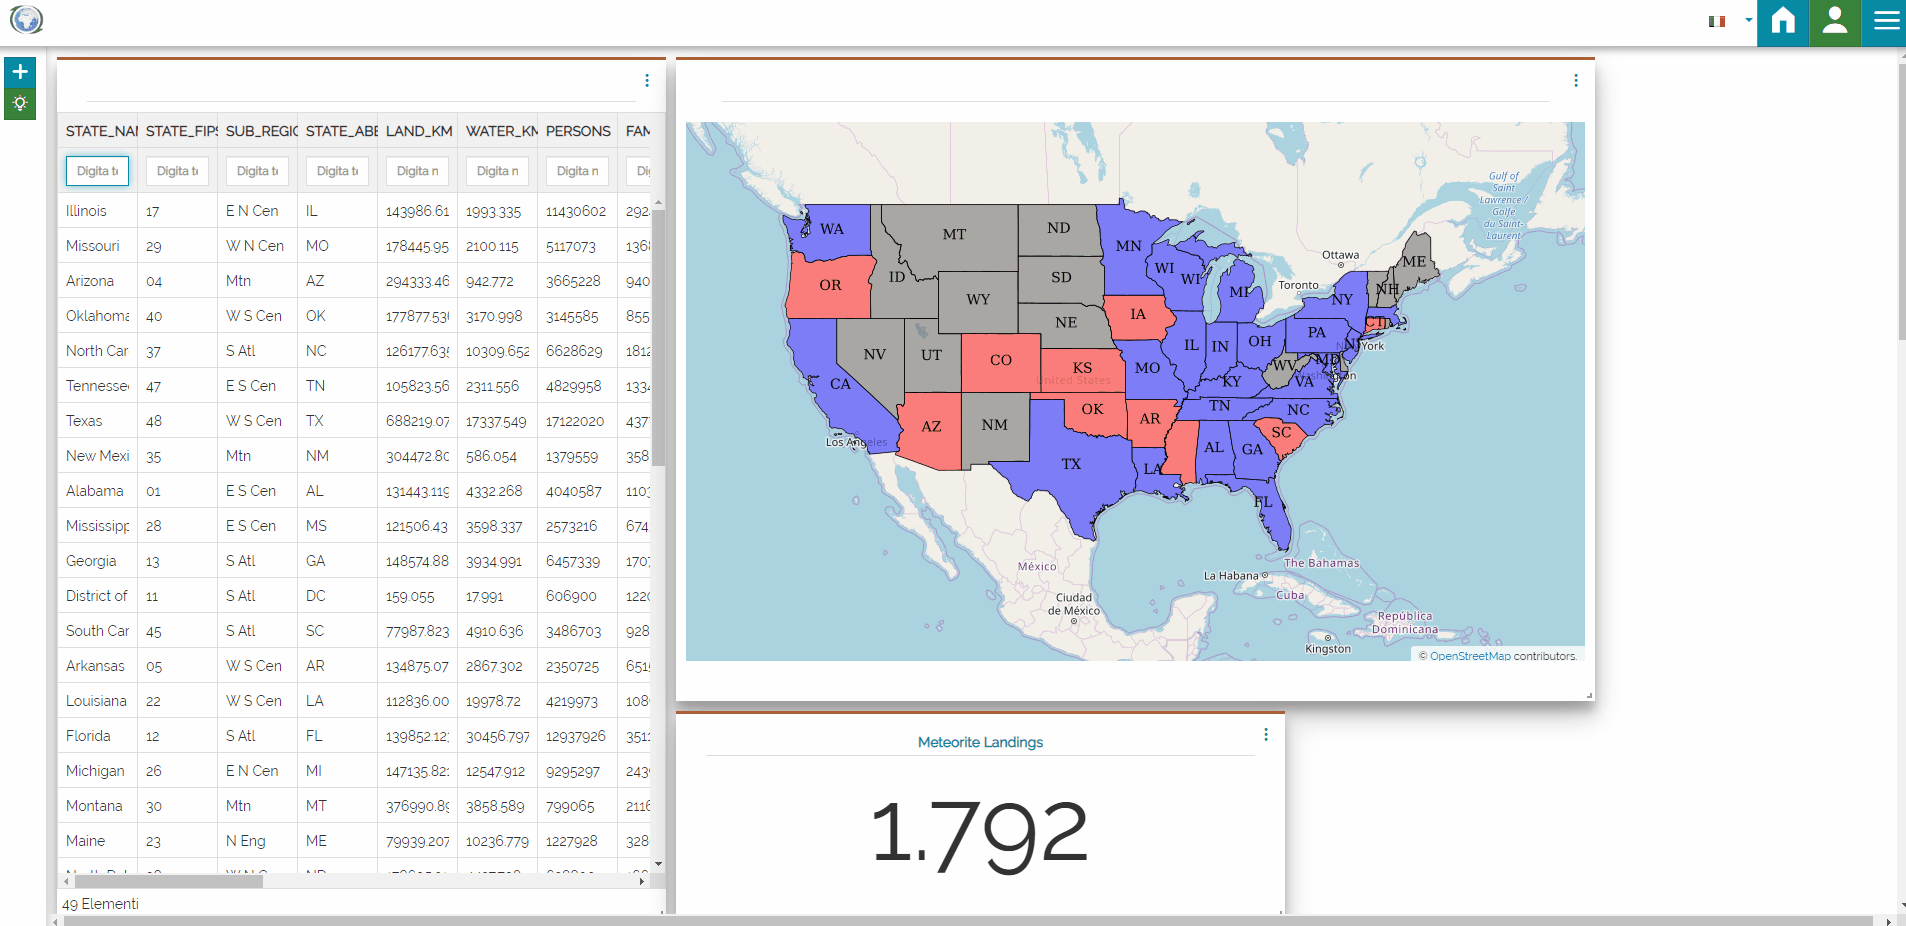 STATE_NAI STATE_FIPS SUB_REGIC STATE_ABE LAND_KM WATER_KM PERSONS FAM
Digita te Digita te Digita te Digita te Digita n Digita n Digita n Dig
Illinois 17 E N Cen IL 143986.61 1993.335 11430602 292
Missouri 29 W N Cen MO 178445.95 2100.115 5117073 136
Arizona 04 Mtn AZ 294333.46 942.772 3665228 940
Oklahoma 40 W S Cen OK 177877.53 3170.998 3145585 855
North Car 37 S Atl NC 126177.63 10309.652 6628629 1812
Tennesse 47 E S Cen TN 105823.56 2311.556 4829958 133
Texas 48 W S Cen TX 688219.07 17337.549 17122020 437
New Mexi 35 Mtn NM 304472.8 586.054 1379559 358
Alabama 01 E S Cen AL 131443.119 4332.268 4040587 110
Mississipp 28 E S Cen MS 121506.43 3598.337 2573216 674
Georgia 13 S Atl GA 148574.88 3934.991 6457339 170
District of 11 S Atl DC 159.055 17.991 606900 122
South Car 45 S Atl SC 77987.823 4910.636 3486703 928
Arkansas 05 W S Cen AR 134875.07 2867.302 2350725 651
Louisiana 22 W S Cen LA 112836.00 19978.72 4219973 108
Florida 12 S Atl FL 139852.12 30456.797 12937926 351
Michigan 26 E N Cen MI 147135.82 12547.912 9295297 243
Montana 30 Mtn MT 376990.8 3858.589 799065 211
Maine 23 N Eng ME 79939.207 10236.779 1227928 328
49 Elementi
Gulf of
Saint
Lawrence /
Golfe
du Saint-
Laurent
Ottawa
Toronto
WA
MT
ND
MN
OR
ID
SD
WI
WI
MI
ME
NH
NY
WY
IA
CT
NE
NV
UT
CO
KS
United States
MO
IL
IN
OH
PA
NJ
York
WV
MD
VA
Washington
KY
CA
Los Angeles
AZ
NM
OK
AR
TN
NC
SC
TX
LA
AL
GA
FL
México
Ciudad
de México
La Habana
The Bahamas
Cuba
República
Dominicana
Kingston
© OpenStreetMap contributors.
Meteorite Landings
1.792